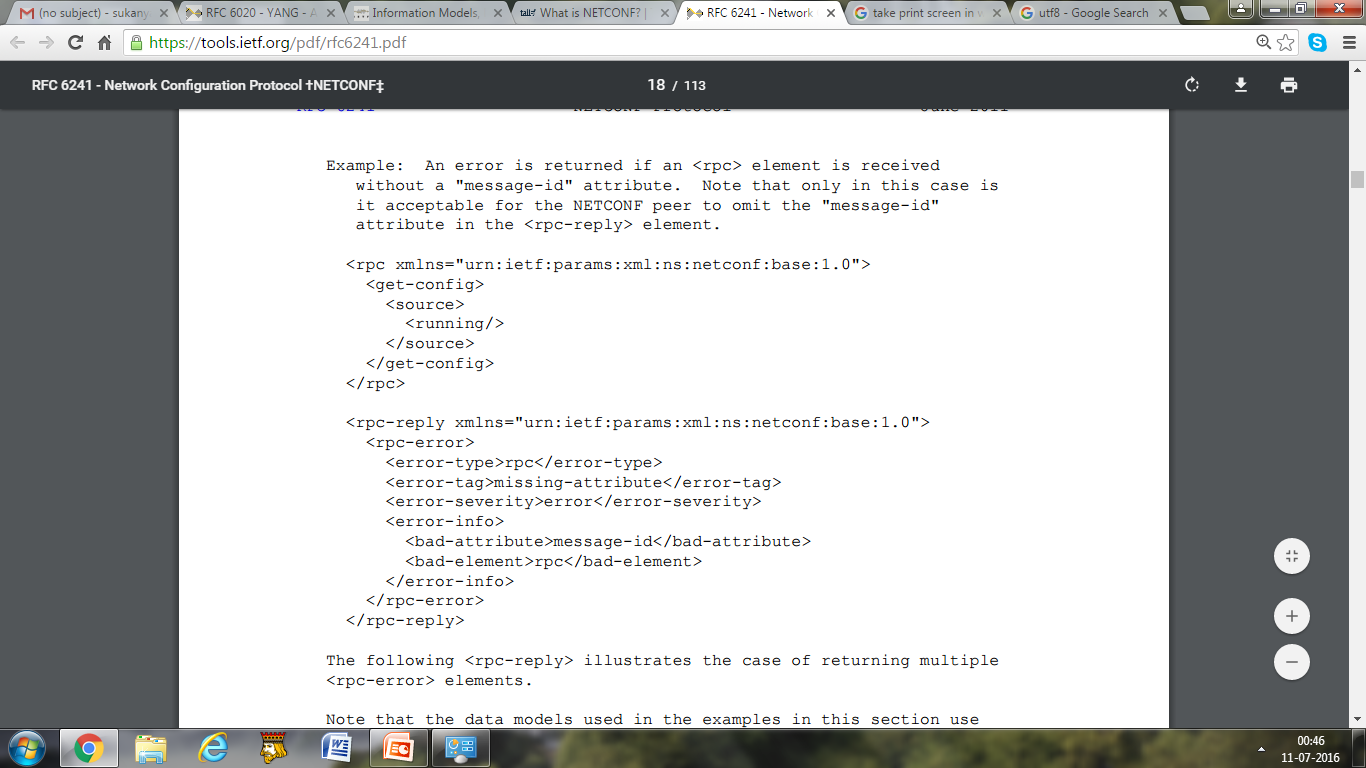 (no subject) - sukany
RFC 6020 - YANG - A
Information Models,
tail-f What is NETCONF? |
RFC 6241 - Network
take print screen in w
utf8 - Google Search
https://tools.ietf.org/pdf/rfc6241.pdf
RFC 6241 - Network Configuration Protocol †NETCONF‡
18 / 113
Example:  An error is returned if an <rpc> element is received
without a "message-id" attribute.  Note that only in this case is
it acceptable for the NETCONF peer to omit the "message-id"
attribute in the <rpc-reply> element.
<rpc xmlns="urn:ietf:params:xml:ns:netconf:base:1.0">
<get-config>
<source>
<running/>
</source>
</get-config>
</rpc>
<rpc-reply xmlns="urn:ietf:params:xml:ns:netconf:base:1.0">
<rpc-error>
<error-type>rpc</error-type>
<error-tag>missing-attribute</error-tag>
<error-severity>error</error-severity>
<error-info>
<bad-attribute>message-id</bad-attribute>
<bad-element>rpc</bad-element>
</error-info>
</rpc-error>
</rpc-reply>
The following <rpc-reply> illustrates the case of returning multiple
<rpc-error> elements.
Note that the data models used in the examples in this section use
00:46
11-07-2016